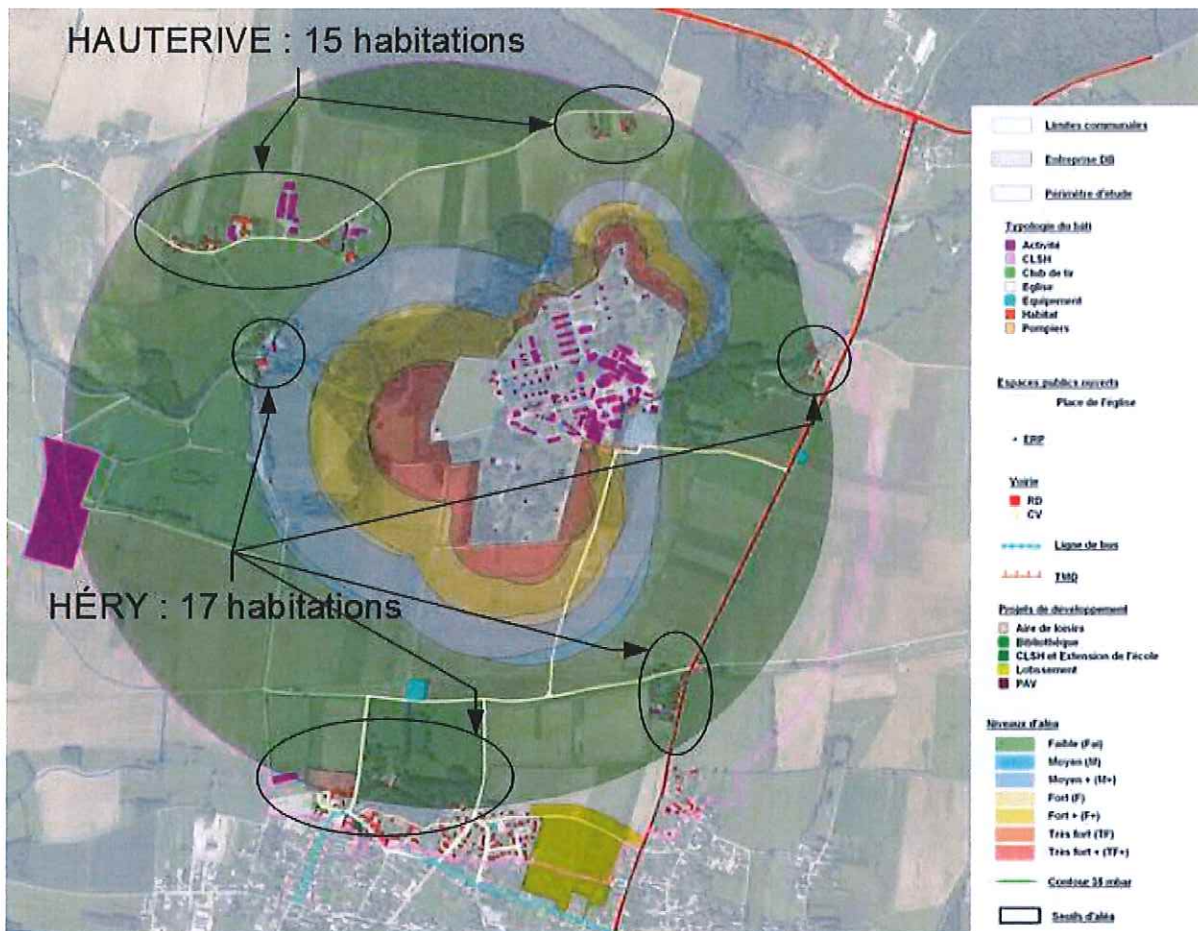 HAUTERIVE : 15 habitations
HÉRY : 17 habitations
Limites communales
Entreprise DB
Périmètre d'étude
Typologie du bâti
Activité
CLSH
Club de tir
Eglise
Equipement
Habitat
Pompiers
Espaces publics ouverts
Place de l'église
ERP
Voirie
RD
CV
Ligne de bus
TMD
Projets de développement
Aire de loisirs
Bibliothèque
CLSH et Extension de l'école
Lotissement
PAV
Niveaux d'aléa
Faible (Fai)
Moyen (M)
Moyen + (M+)
Fort (F)
Fort + (F+)
Très fort (TF)
Très fort + (TF+)
Contour 35 mbar
Seuils d'aléa